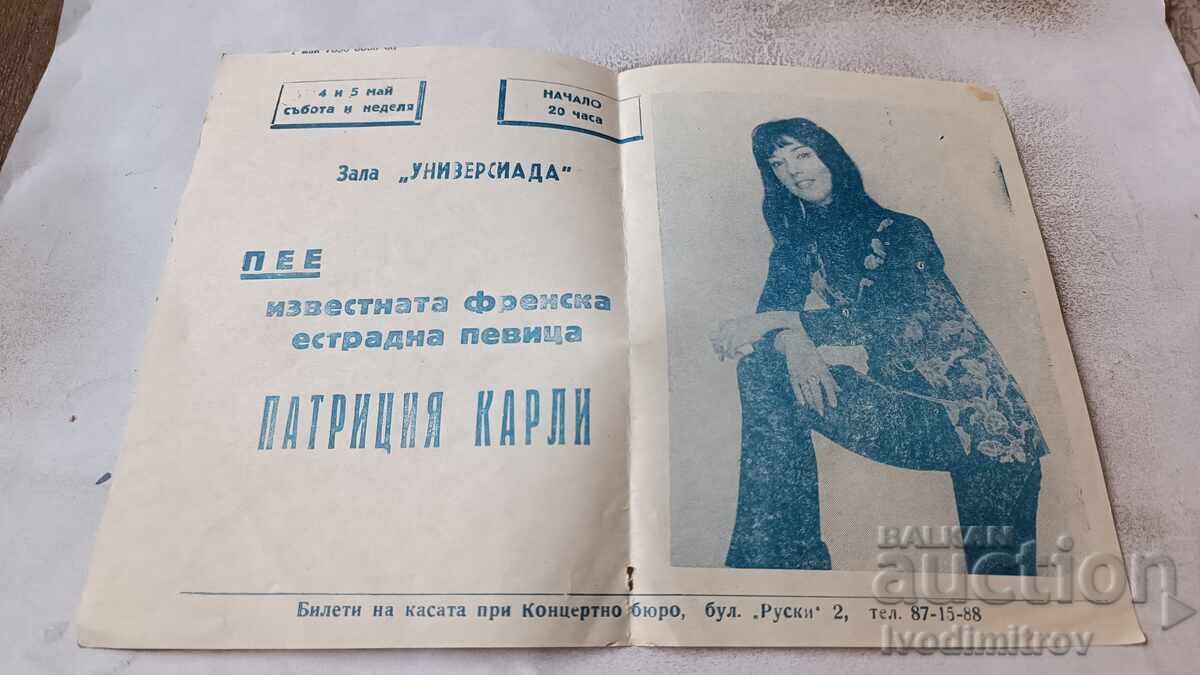 4 и 5 май
събота и неделя
НАЧАЛО
20 часа
Зала „УНИВЕРСИАДА"
ПЕЕ
известната френска
естрадна певица
ПАТРИЦИЯ КАРЛИ
Билети на касата при Концертно бюро, бул. „Руски" 2, тел. 87-15-88
BALKAN
auction
Ivodimitrov